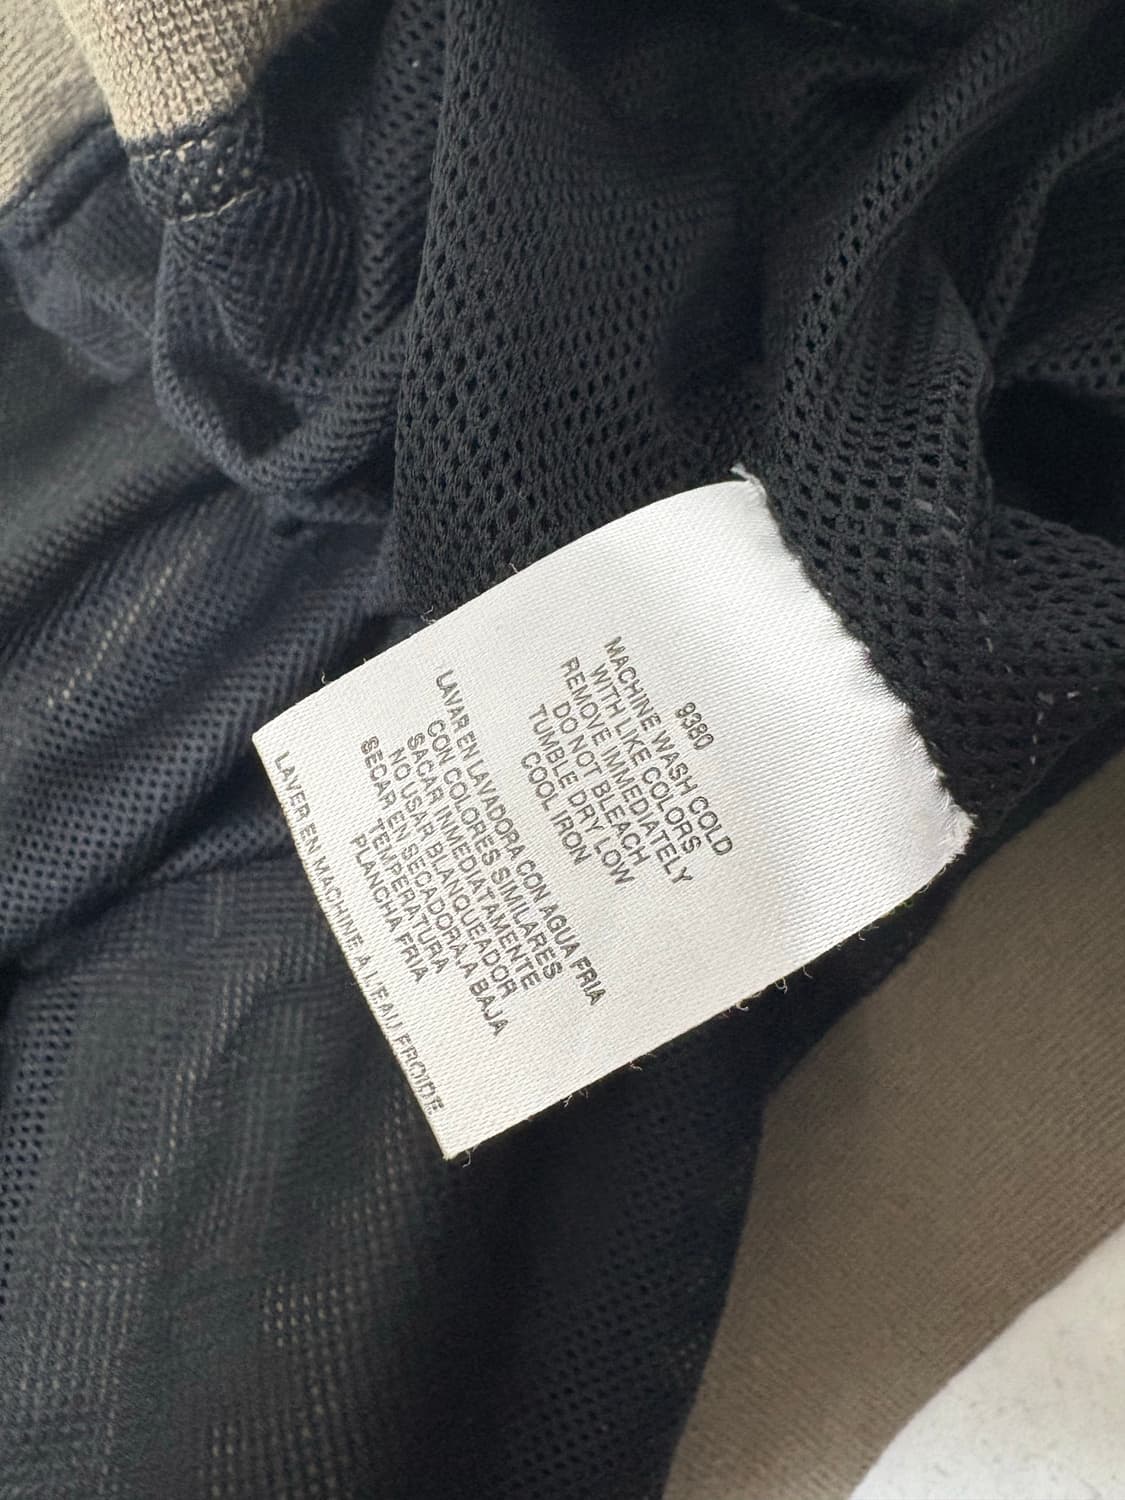 9380
MACHINE WASH COLD
WITH LIKE COLORS
REMOVE IMMEDIATELY
DO NOT BLEACH
TUMBLE DRY LOW
COOL IRON
LAVAR EN LAVADORA CON AGUA FRIA
CON COLORES SIMILARES
SACAR INMEDIATAMENTE
NO USAR BLANQUEADOR
SECAR EN SECADORA A BAJA
TEMPERATURA
PLANCHA FRIA
LAVER EN MACHINE A L'EAU FROIDE